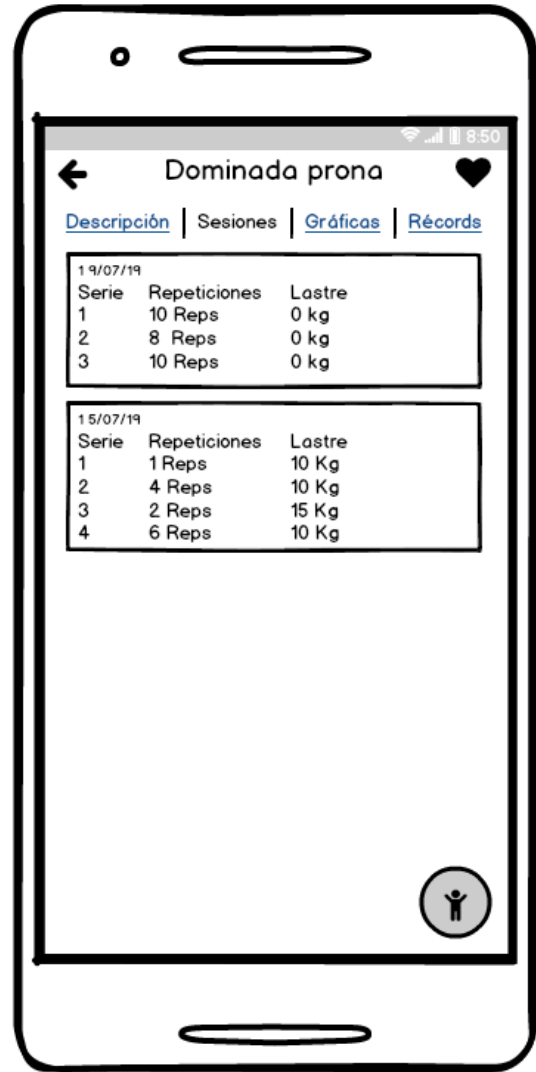 8:50
Dominada prona
Descripción Sesiones Gráficas Récords
19/07/19
Serie Repeticiones Lastre
1 10 Reps 0 kg
2 8 Reps 0 kg
3 10 Reps 0 kg
15/07/19
Serie Repeticiones Lastre
1 1 Reps 10 Kg
2 4 Reps 10 Kg
3 2 Reps 15 Kg
4 6 Reps 10 Kg